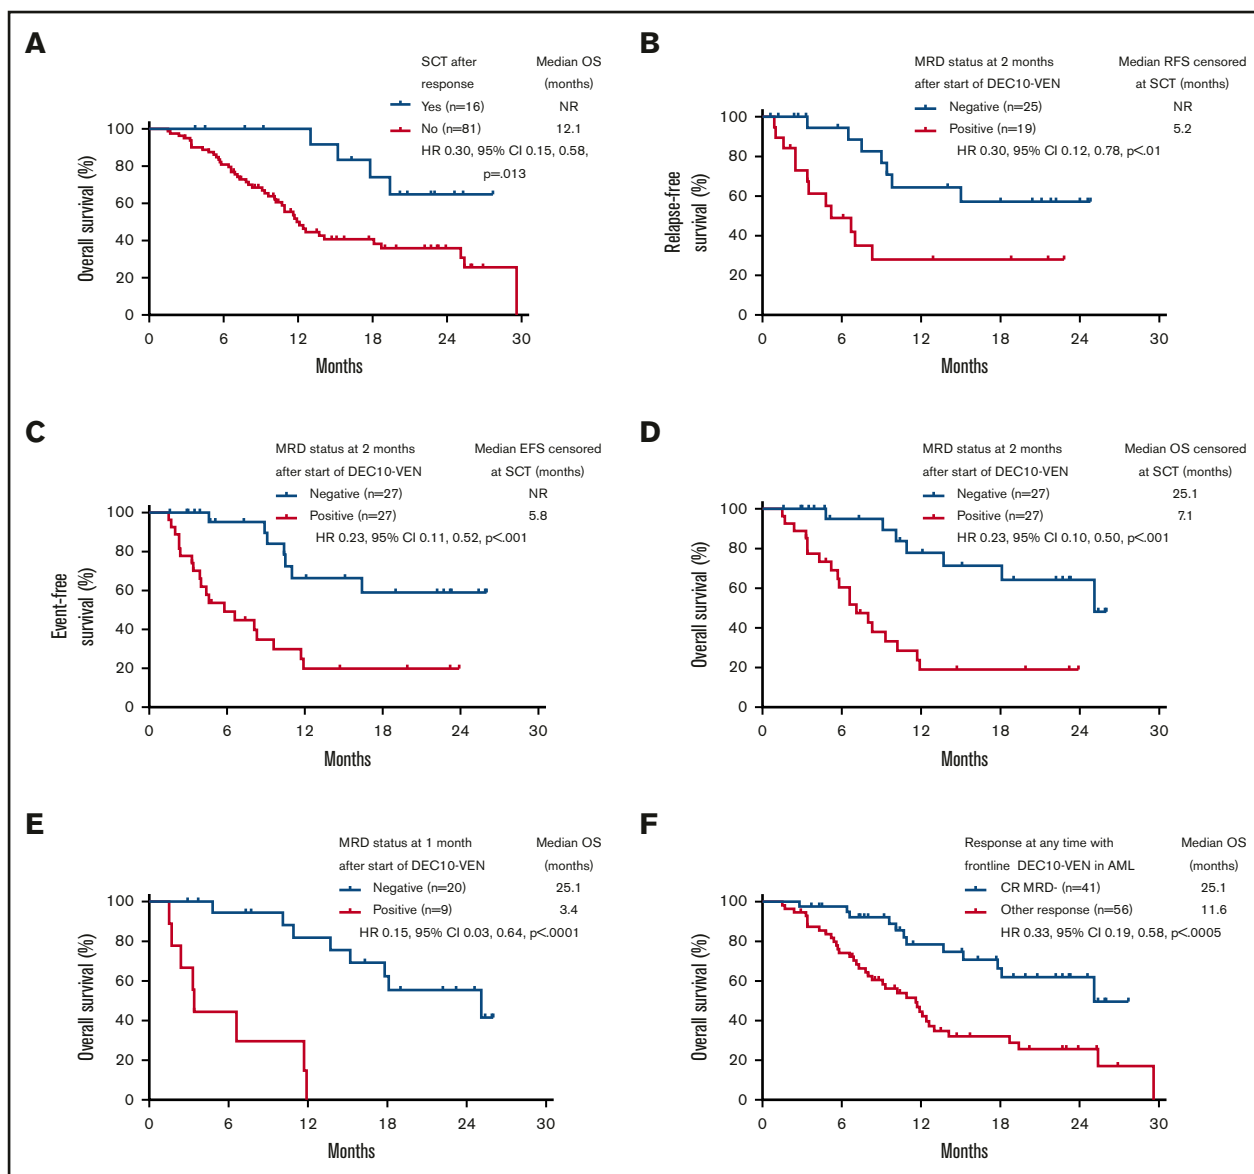 A
SCT after Median OS
response (months)
Yes (n=16) NR
No (n=81) 12.1
HR 0.30, 95% CI 0.15, 0.58,
p=.013
Overall survival (%)
100
80
60
40
20
0
0 6 12 18 24 30
Months
B
MRD status at 2 months Median RFS censored
after start of DEC10-VEN at SCT (months)
Negative (n=25) NR
Positive (n=19) 5.2
HR 0.30, 95% CI 0.12, 0.78, p<.01
Relapse-free
survival (%)
100
80
60
40
20
0
0 6 12 18 24 30
Months
C
MRD status at 2 months Median EFS censored
after start of DEC10-VEN at SCT (months)
Negative (n=27) NR
Positive (n=27) 5.8
HR 0.23, 95% CI 0.11, 0.52, p<.001
Event-free
survival (%)
100
80
60
40
20
0
0 6 12 18 24 30
Months
D
MRD status at 2 months Median OS censored
after start of DEC10-VEN at SCT (months)
Negative (n=27) 25.1
Positive (n=27) 7.1
HR 0.23, 95% CI 0.10, 0.50, p<.001
Overall survival (%)
100
80
60
40
20
0
0 6 12 18 24 30
Months
E
MRD status at 1 month Median OS
after start of DEC10-VEN (months)
Negative (n=20) 25.1
Positive (n=9) 3.4
HR 0.15, 95% CI 0.03, 0.64, p<.0001
Overall survival (%)
100
80
60
40
20
0
0 6 12 18 24 30
Months
F
Response at any time with Median OS
frontline DEC10-VEN in AML (months)
CR MRD- (n=41) 25.1
Other response (n=56) 11.6
HR 0.33, 95% CI 0.19, 0.58, p<.0005
Overall survival (%)
100
80
60
40
20
0
0 6 12 18 24 30
Months